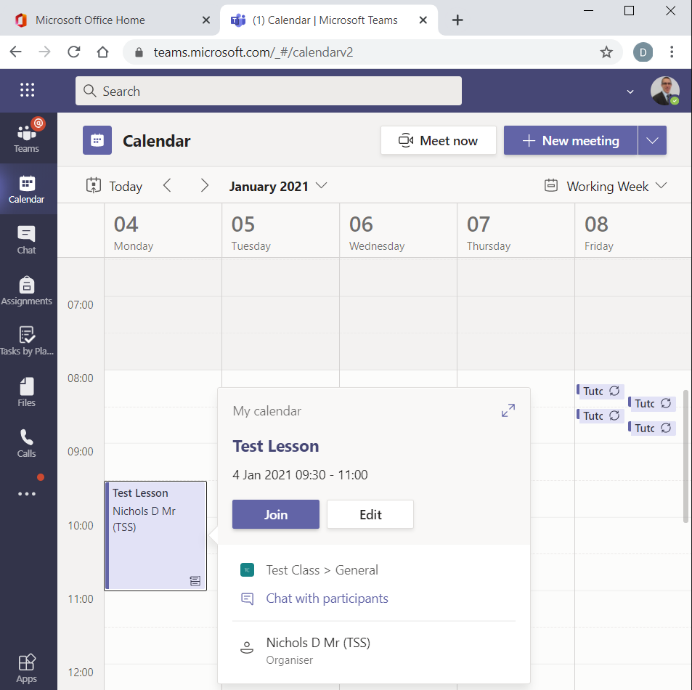 Microsoft Office Home
(1) Calendar | Microsoft Teams
teams.microsoft.com/_#/calendarv2
D
Search
Teams
Calendar
Chat
Assignments
Tasks by Pla...
Files
Calls
Apps
Calendar
Meet now
New meeting
Today
January 2021
Working Week
04
Monday
05
Tuesday
06
Wednesday
07
Thursday
08
Friday
07:00
08:00
09:00
10:00
11:00
12:00
Tutc
Tutc
Tutc
Tutc
Test Lesson
Nichols D Mr
(TSS)
My calendar
Test Lesson
4 Jan 2021 09:30 - 11:00
Join
Edit
Test Class > General
Chat with participants
Nichols D Mr (TSS)
Organiser